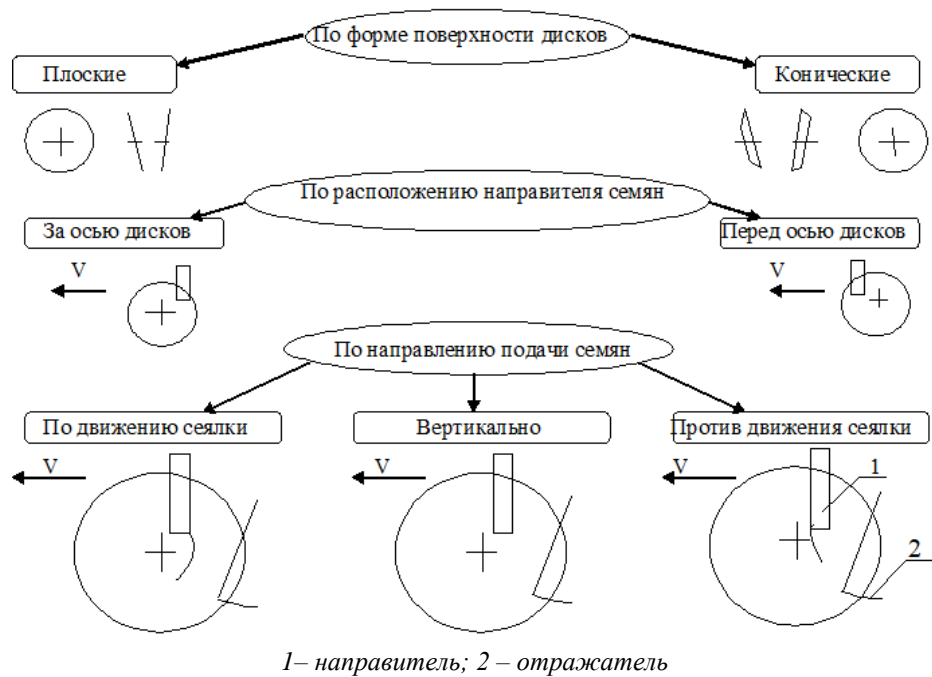 По форме поверхности дисков
Плоские
Конические
По расположению направителя семян
За осью дисков
Перед осью дисков
V
V
По направлению подачи семян
По движению сеялки
Вертикально
Против движения сеялки
V
V
V
1
2
1– направитель; 2 – отражатель